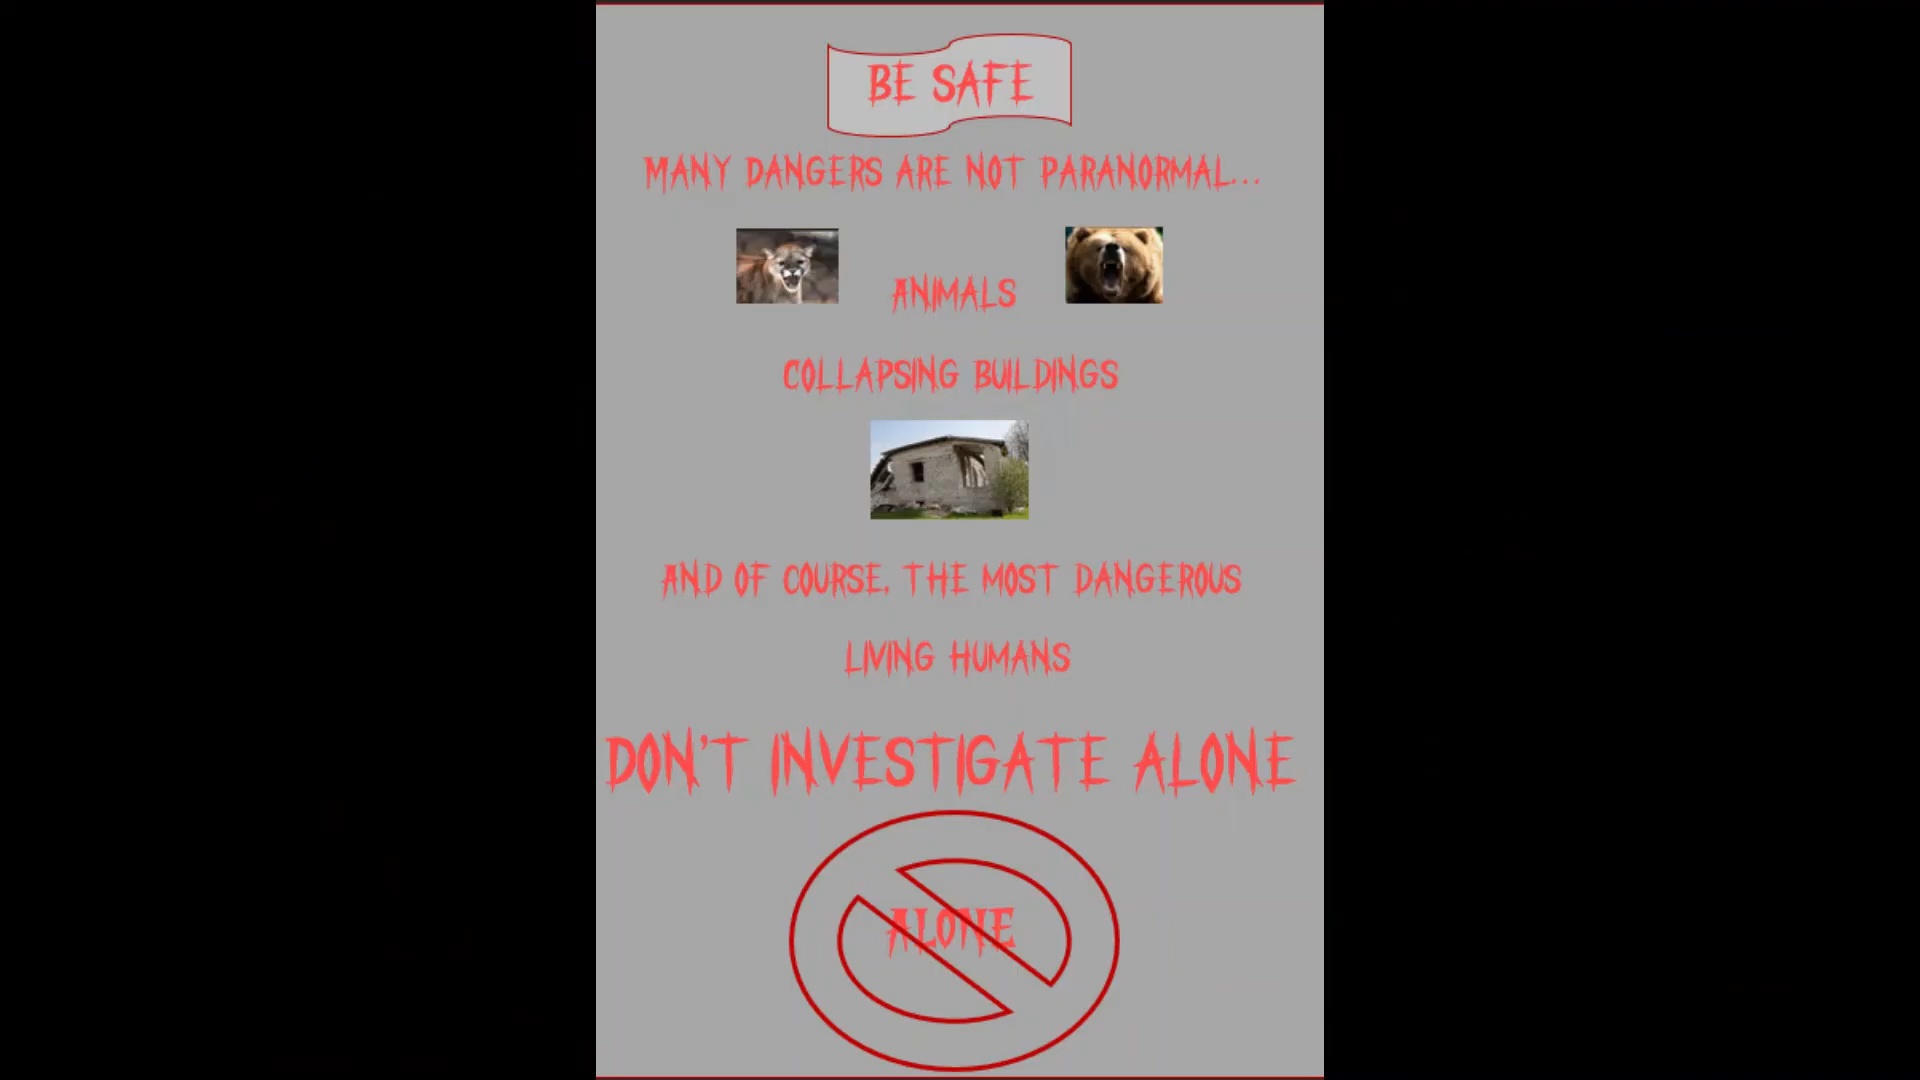 BE SAFE
MANY DANGERS ARE NOT PARANORMAL...
ANIMALS
COLLAPSING BUILDINGS
AND OF COURSE, THE MOST DANGEROUS
LIVING HUMANS
DON'T INVESTIGATE ALONE
ALONE